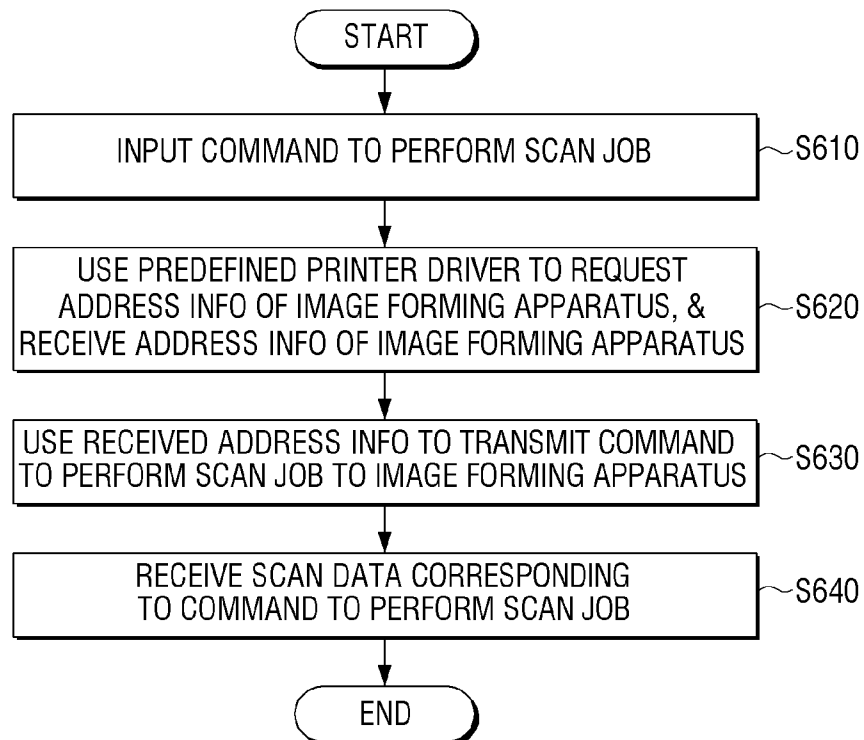 START
INPUT COMMAND TO PERFORM SCAN JOB
S610
USE PREDEFINED PRINTER DRIVER TO REQUEST
ADDRESS INFO OF IMAGE FORMING APPARATUS, &
RECEIVE ADDRESS INFO OF IMAGE FORMING APPARATUS
S620
USE RECEIVED ADDRESS INFO TO TRANSMIT COMMAND
TO PERFORM SCAN JOB TO IMAGE FORMING APPARATUS
S630
RECEIVE SCAN DATA CORRESPONDING
TO COMMAND TO PERFORM SCAN JOB
S640
END